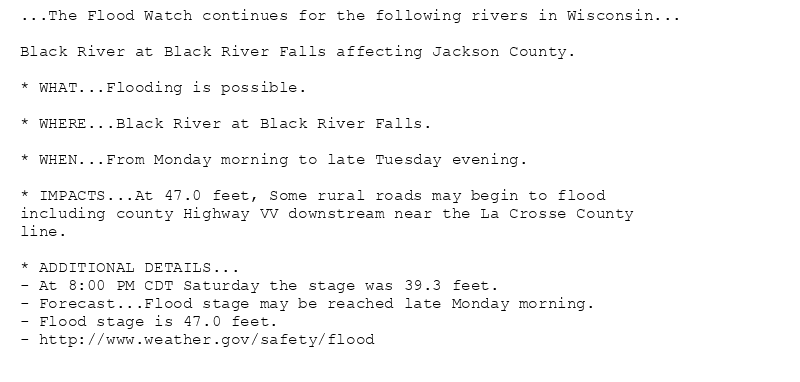 ...The Flood Watch continues for the following rivers in Wisconsin...
Black River at Black River Falls affecting Jackson County.
* WHAT...Flooding is possible.
* WHERE...Black River at Black River Falls.
* WHEN...From Monday morning to late Tuesday evening.
* IMPACTS...At 47.0 feet, Some rural roads may begin to flood
including county Highway VV downstream near the La Crosse County
line.
* ADDITIONAL DETAILS...
- At 8:00 PM CDT Saturday the stage was 39.3 feet.
- Forecast...Flood stage may be reached late Monday morning.
- Flood stage is 47.0 feet.
- http://www.weather.gov/safety/flood